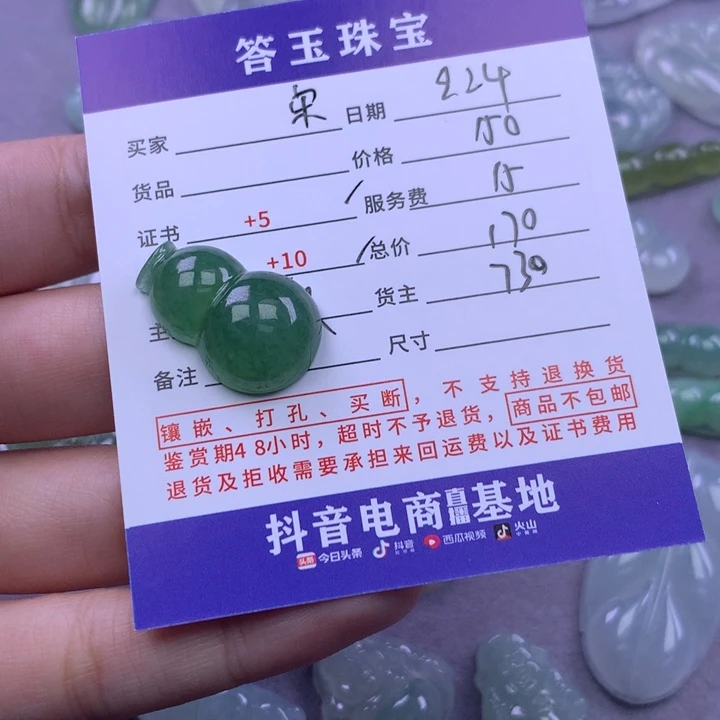 答玉珠宝
买家 宋 日期 224
货品 价格 150
证书 +5 服务费 15
+10 总价 170
主 货主 730
备注 尺寸
镶嵌、打孔、买断，不支持退换货
鉴赏期48小时，超时不予退货，商品不包邮
退货及拒收需要承担来回运费以及证书费用
抖音电商直播基地
头条 今日头条 抖音 西瓜视频 火山